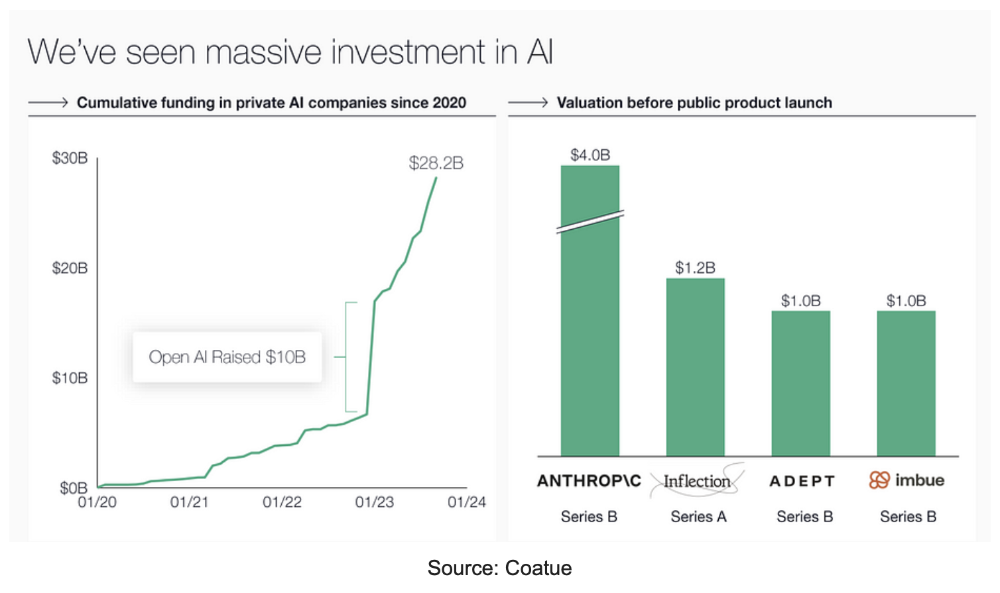 We've seen massive investment in AI
Cumulative funding in private AI companies since 2020
$30B
$20B
$10B
$0B
$28.2B
Open AI Raised $10B
01/20 01/21 01/22 01/23 01/24
Valuation before public product launch
$4.0B
$1.2B
$1.0B
$1.0B
ANTHROP\C Inflection ADEPT imbue
Series B Series A Series B Series B
Source: Coatue